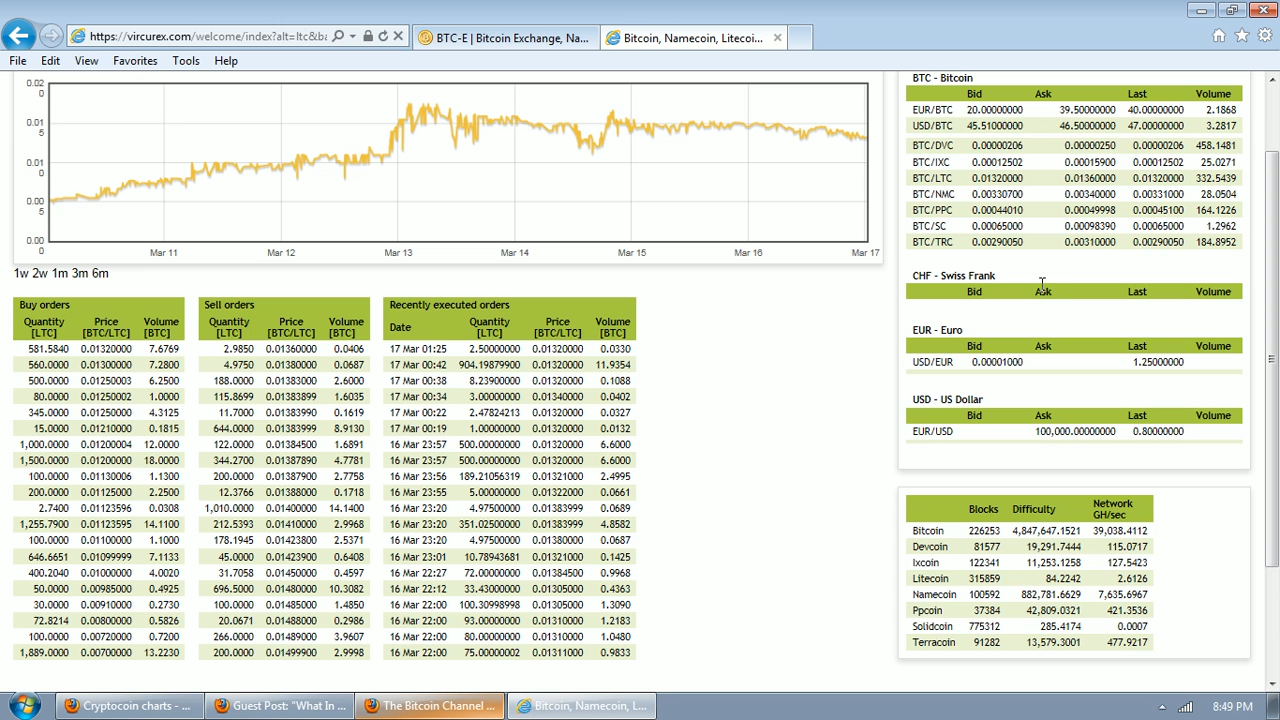 https://vircurex.com/welcome/index?alt=ltc&ba
BTC-E | Bitcoin Exchange, Na...
Bitcoin, Namecoin, Litecoi...
File Edit View Favorites Tools Help
0.02
0
0.01
5
0.01
0
0.00
5
0.00
0
Mar 11 Mar 12 Mar 13 Mar 14 Mar 15 Mar 16 Mar 17
1w 2w 1m 3m 6m
Buy orders
Quantity [LTC] Price [BTC/LTC] Volume [BTC]
581.5840 0.01320000 7.6769
560.0000 0.01300000 7.2800
500.0000 0.01250003 6.2500
80.0000 0.01250002 1.0000
345.0000 0.01250000 4.3125
15.0000 0.01210000 0.1815
1,000.0000 0.01200004 12.0000
1,500.0000 0.01200000 18.0000
100.0000 0.01130006 1.1300
200.0000 0.01125000 2.2500
2.7400 0.01123596 0.0308
1,255.7900 0.01123595 14.1100
100.0000 0.01100000 1.1000
646.6651 0.01099999 7.1133
400.2040 0.01000000 4.0020
50.0000 0.00985000 0.4925
30.0000 0.00910000 0.2730
72.8214 0.00800000 0.5826
100.0000 0.00720000 0.7200
1,889.0000 0.00700000 13.2230
Sell orders
Quantity [LTC] Price [BTC/LTC] Volume [BTC]
2.9850 0.01360000 0.0406
4.9750 0.01380000 0.0687
188.0000 0.01383000 2.6000
115.8699 0.01383900 1.6035
11.7000 0.01383990 0.1619
644.0000 0.01383999 8.9130
122.0000 0.01384500 1.6891
344.2700 0.01387890 4.7781
200.0000 0.01387900 2.7758
12.3766 0.01388000 0.1718
1,010.0000 0.01400000 14.1400
212.5393 0.01410000 2.9968
178.1945 0.01423800 2.5371
45.0000 0.01423900 0.6408
31.7058 0.01450000 0.4597
696.5000 0.01480000 10.3082
100.0000 0.01485000 1.4850
20.0671 0.01488000 0.2986
266.0000 0.01489000 3.9607
200.0000 0.01499900 2.9998
Recently executed orders
Date Quantity [LTC] Price [BTC/LTC] Volume [BTC]
17 Mar 01:25 2.50000000 0.01320000 0.0330
17 Mar 00:42 904.19879900 0.01320000 11.9354
17 Mar 00:38 8.23900000 0.01320000 0.1088
17 Mar 00:34 3.00000000 0.01340000 0.0402
17 Mar 00:22 2.47824213 0.01320000 0.0327
17 Mar 00:19 1.00000000 0.01320000 0.0132
16 Mar 23:57 500.00000000 0.01320000 6.6000
16 Mar 23:57 500.00000000 0.01320000 6.6000
16 Mar 23:56 189.21056319 0.01321000 2.4995
16 Mar 23:55 5.00000000 0.01322000 0.0661
16 Mar 23:20 4.97500000 0.01383999 0.0689
16 Mar 23:20 351.02500000 0.01383999 4.8582
16 Mar 23:20 4.97500000 0.01380000 0.0687
16 Mar 23:01 10.78943681 0.01321000 0.1425
16 Mar 22:27 72.00000000 0.01384500 0.9968
16 Mar 22:12 33.43000000 0.01305000 0.4363
16 Mar 22:00 100.30998998 0.01305000 1.3090
16 Mar 22:00 93.00000000 0.01310000 1.2183
16 Mar 22:00 80.00000000 0.01310000 1.0480
16 Mar 22:00 75.00000002 0.01311000 0.9833
BTC - Bitcoin
Bid Ask Last Volume
EUR/BTC 20.00000000 39.50000000 40.00000000 2.1868
USD/BTC 45.51000000 46.50000000 47.00000000 3.2817
BTC/DVC 0.00000206 0.00000250 0.00000206 458.1481
BTC/IXC 0.00012502 0.00015900 0.00012502 25.0271
BTC/LTC 0.01320000 0.01360000 0.01320000 332.5439
BTC/NMC 0.00330700 0.00340000 0.00331000 28.0504
BTC/PPC 0.00044010 0.00049998 0.00045100 164.1226
BTC/SC 0.00065000 0.00098390 0.00065000 1.2962
BTC/TRC 0.00290050 0.00310000 0.00290050 184.8952
CHF - Swiss Frank
Bid Ask Last Volume
EUR - Euro
Bid Ask Last Volume
USD/EUR 0.00001000 1.25000000
USD - US Dollar
Bid Ask Last Volume
EUR/USD 100,000.00000000 0.80000000
Blocks Difficulty Network GH/sec
Bitcoin 226253 4,847,647.1521 39,038.4112
Devcoin 81577 19,291.7444 115.0717
Ixcoin 122341 11,253.1258 127.5423
Litecoin 315859 84.2242 2.6126
Namecoin 100592 882,781.6629 7,635.6967
Ppcoin 37384 42,809.0321 421.3536
Solidcoin 775312 285.4174 0.0007
Terracoin 91282 13,579.3001 477.9217
Cryptocoin charts - ...
Guest Post: "What In ...
The Bitcoin Channel ...
Bitcoin, Namecoin, L...
8:49 PM